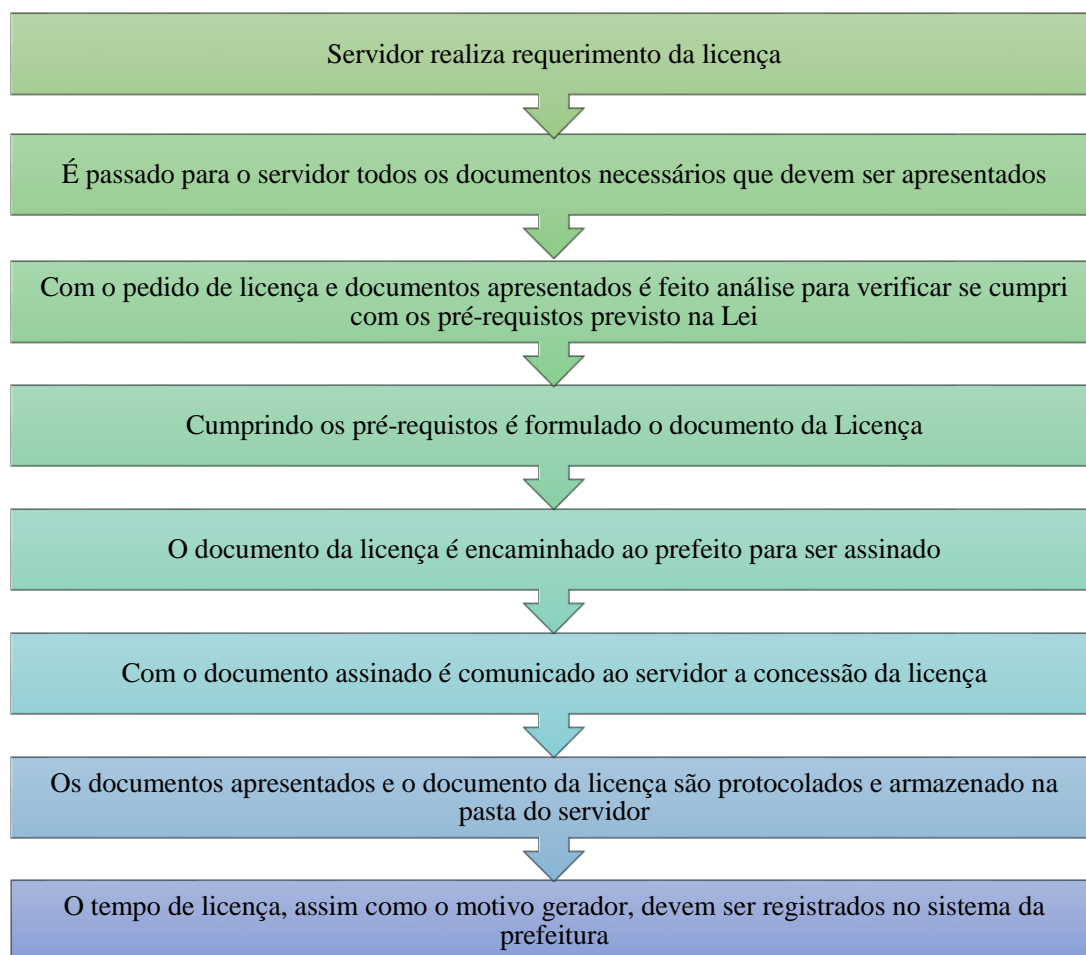 Servidor realiza requerimento da licença
É passado para o servidor todos os documentos necessários que devem ser apresentados
Com o pedido de licença e documentos apresentados é feito análise para verificar se cumpri
com os pré-requistos previsto na Lei
Cumprindo os pré-requistos é formulado o documento da Licença
O documento da licença é encaminhado ao prefeito para ser assinado
Com o documento assinado é comunicado ao servidor a concessão da licença
Os documentos apresentados e o documento da licença são protocolados e armazenado na
pasta do servidor
O tempo de licença, assim como o motivo gerador, devem ser registrados no sistema da
prefeitura